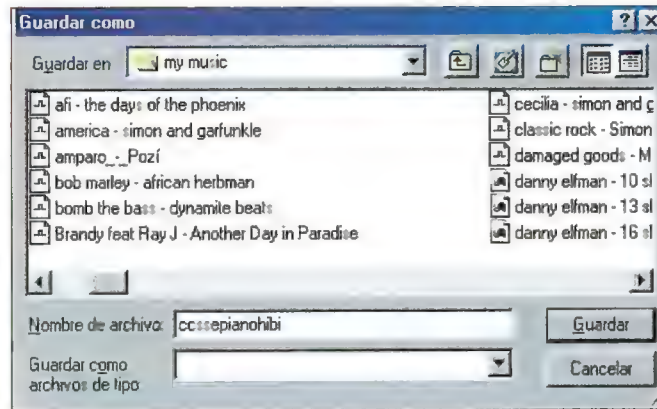 Guardar como
Guardar en my music
afi - the days of the phoenix
america - simon and garfunkle
amparo_-_Pozí
bob marley - african herbman
bomb the bass - dynamite beats
Brandy feat Ray J - Another Day in Paradise
cecilia - simon and g
classic rock - Simon
damaged goods - M
danny elfman - 10 sl
danny elfman - 13 sl
danny elfman - 16 sl
Nombre de archivo: ccssepianohibi
Guardar
Guardar como
archivos de tipo
Cancelar